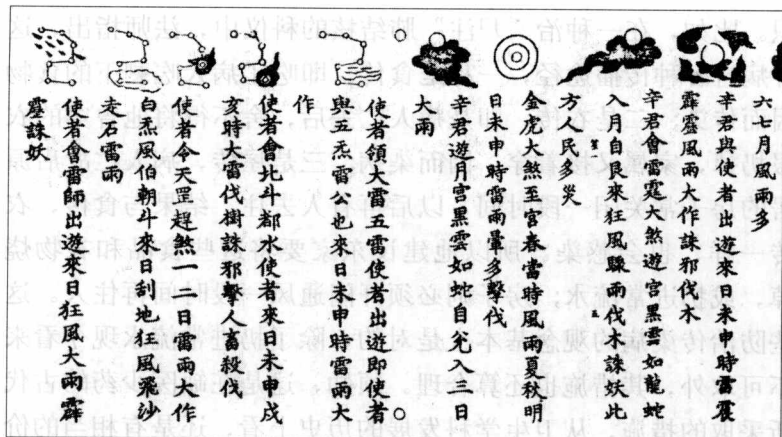 六七月風雨多
辛君與使者出遊來日未申時雷震
霹靂風雨大作誅邪伐木
辛君會雷霆大煞遊宮黑雲如龍蛇
入月自艮來狂風驟雨伐木誅妖此
方人民多災
金虎大煞至時春當時風大夏秋明
日未申時雷雨暈多擊伐
辛君遊月宮黑雲如蛇自兌入來日
大雨
使者領大雷五雷使者出遊即使者
與五炁雷公也來日未申時雷雨大
作
使者會北斗都水使者來日未申戌
亥時大雷伐樹誅邪擊人畜殺伐
使者今天罡趕煞一二日雷雨大作
白炁風伯朝斗來日刮地狂風飛沙
走石雷雨
使者會雷師出遊來日狂風大雨霹
靂誅妖